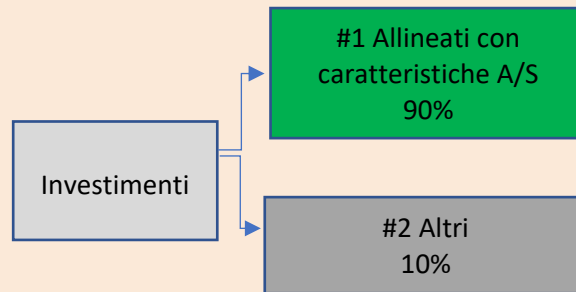 #1 Allineati con
caratteristiche A/S
90%
Investimenti
#2 Altri
10%